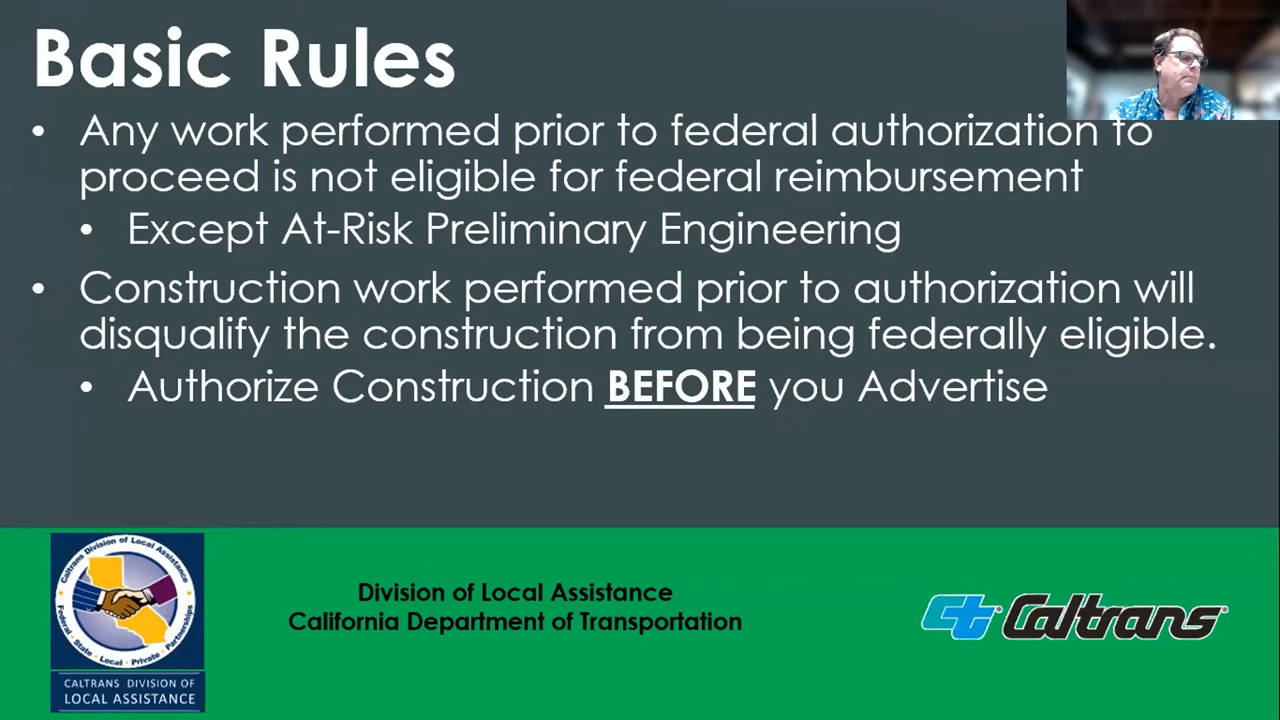 Basic Rules
• Any work performed prior to federal authorization to
proceed is not eligible for federal reimbursement
• Except At-Risk Preliminary Engineering
• Construction work performed prior to authorization will
disqualify the construction from being federally eligible.
• Authorize Construction BEFORE you Advertise
Caltrans Division of Local Assistance
Federal - State - Local - Private - Partnerships
CALTRANS DIVISION OF
LOCAL ASSISTANCE
Division of Local Assistance
California Department of Transportation
ct Caltrans